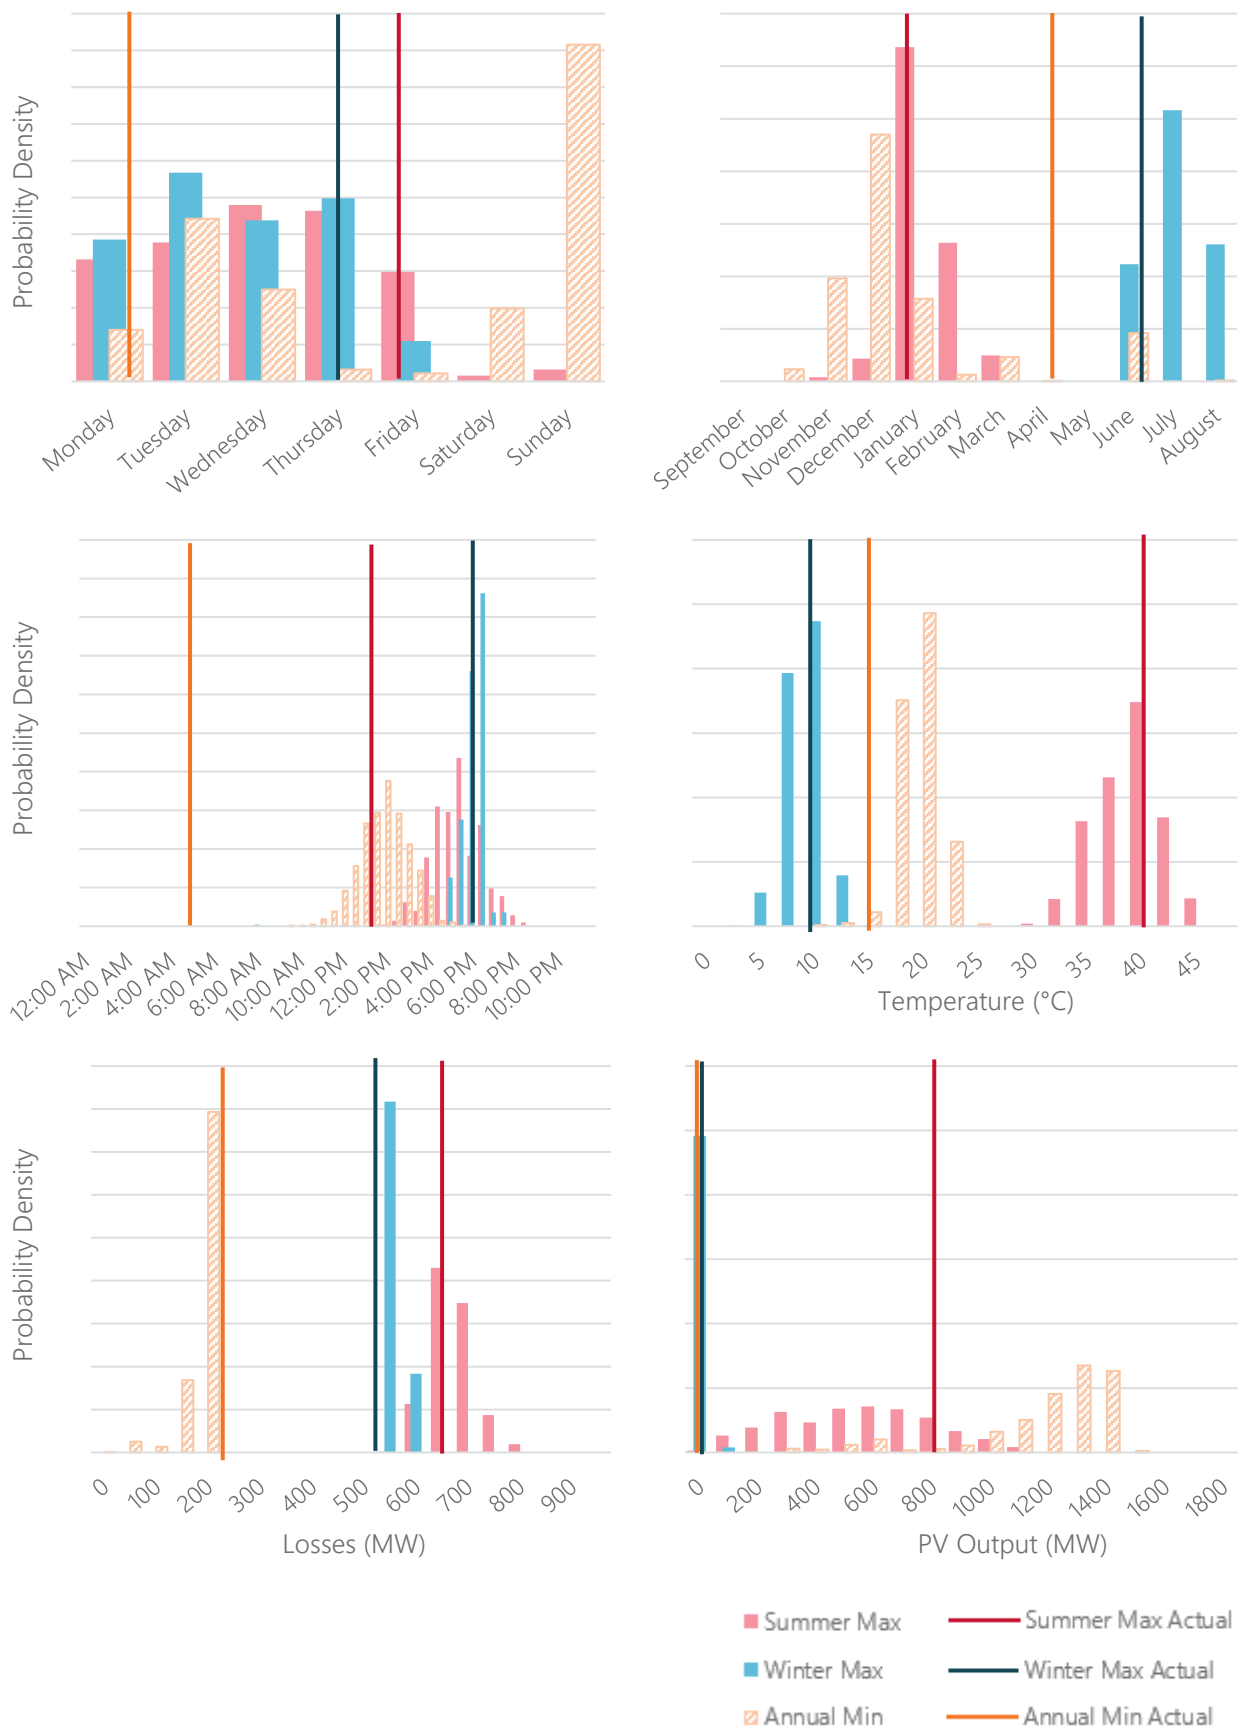 Probability Density
Monday
Tuesday
Wednesday
Thursday
Friday
Saturday
Sunday
September
October
November
December
January
February
March
April
May
June
July
August
Probability Density
12:00 AM
2:00 AM
4:00 AM
6:00 AM
8:00 AM
10:00 AM
12:00 PM
2:00 PM
4:00 PM
6:00 PM
8:00 PM
10:00 PM
0
5
10
15
20
25
30
35
40
45
Temperature (°C)
Probability Density
0
100
200
300
400
500
600
700
800
900
Losses (MW)
0
200
400
600
800
1000
1200
1400
1600
1800
PV Output (MW)
Summer Max
Summer Max Actual
Winter Max
Winter Max Actual
Annual Min
Annual Min Actual